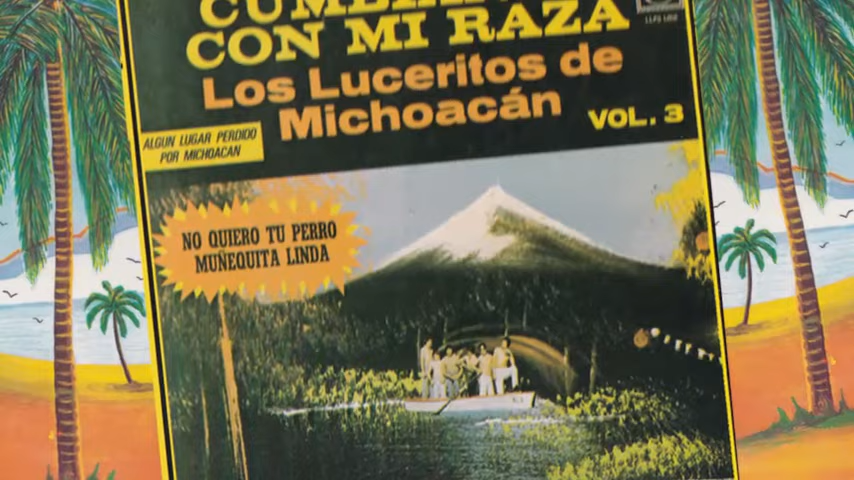 CON MI RAZA
Los Luceritos de
Michoacán
VOL. 3
ALGUN LUGAR PERDIDO
POR MICHOACAN
NO QUIERO TU PERRO
MUÑEQUITA LINDA